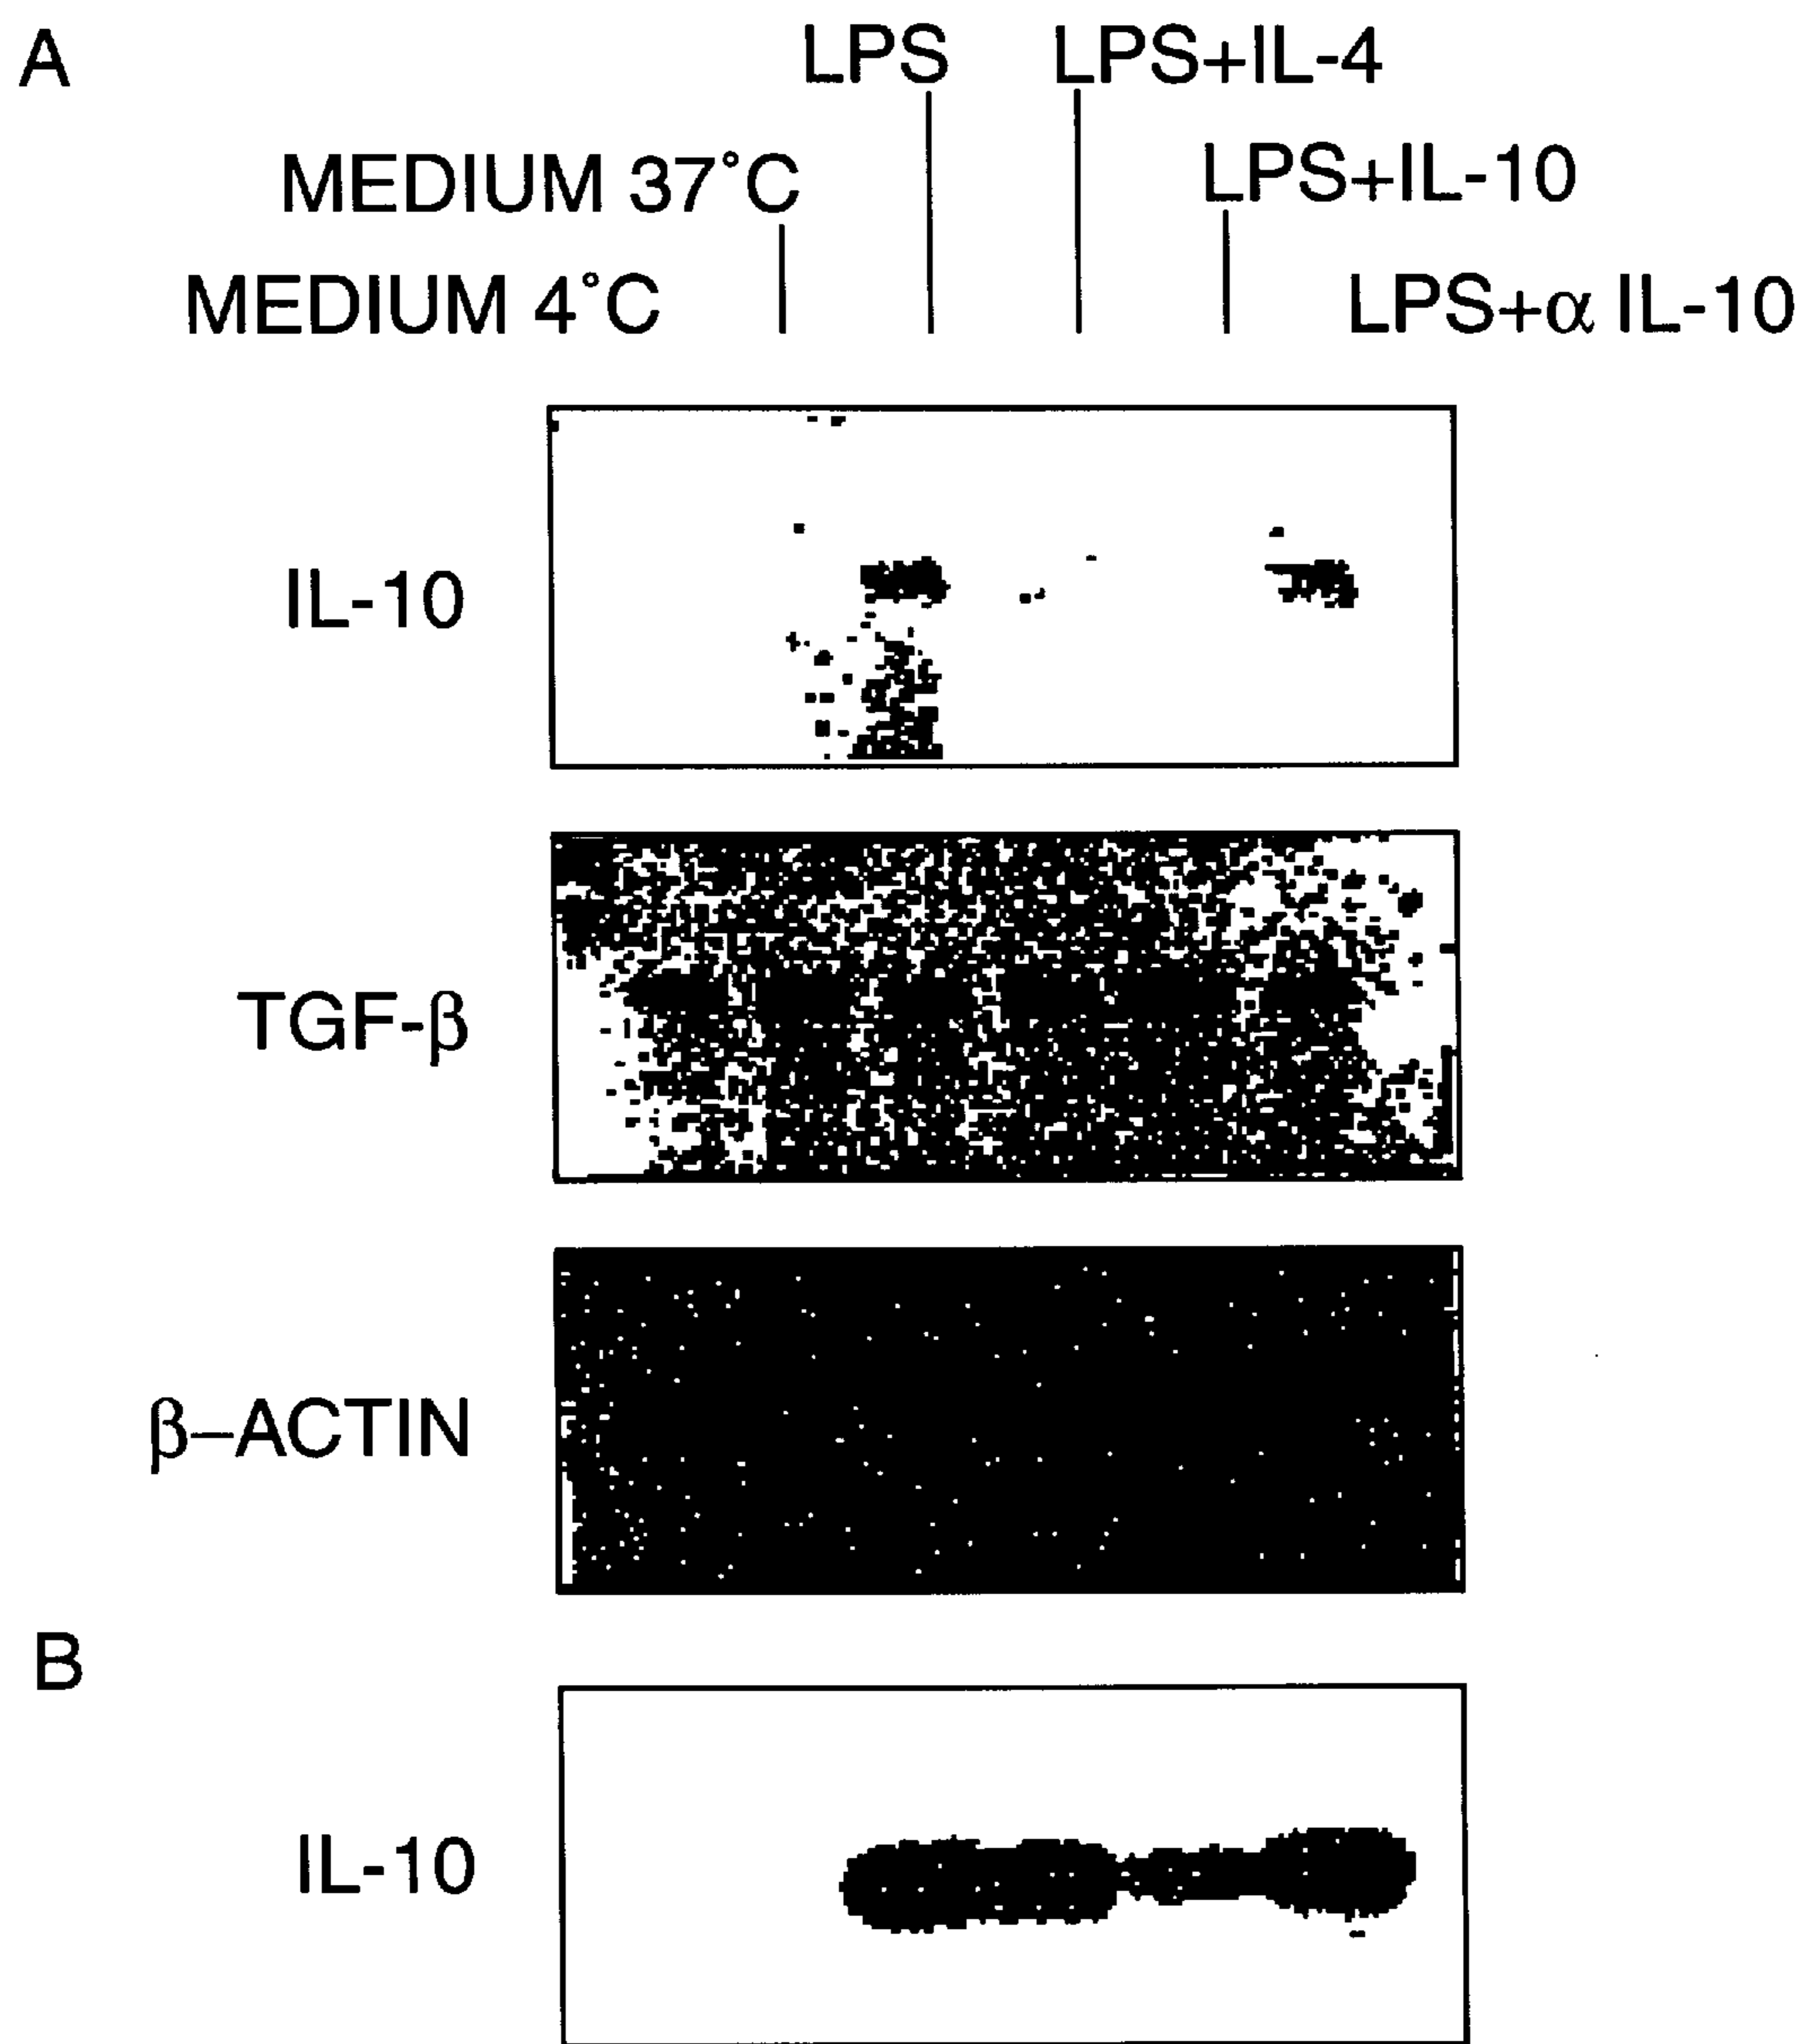 A
LPS
LPS+IL-4
MEDIUM 37°C
LPS+IL-10
MEDIUM 4°C
LPS+α IL-10
IL-10
TGF-β
β–ACTIN
B
IL-10